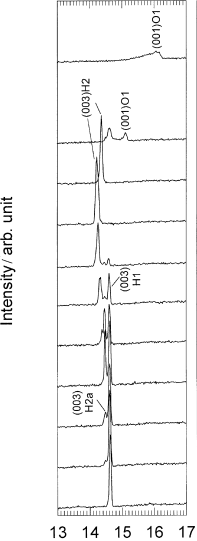 (001)O1
(003)H2
(001)O1
Intensity / arb. unit
(003)
H1
(003)
H2a
13 14 15 16 17